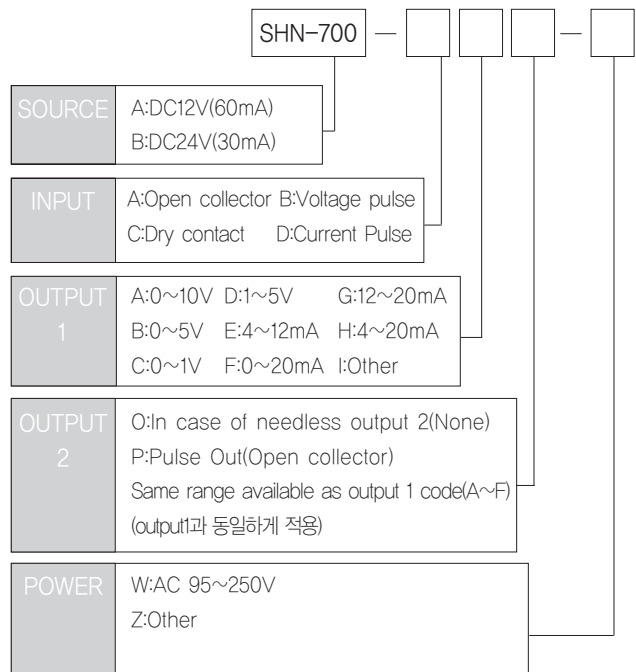 SHN-700 — —
SOURCE
A:DC12V(60mA)
B:DC24V(30mA)
INPUT
A:Open collector B:Voltage pulse
C:Dry contact D:Current Pulse
OUTPUT
1
A:0~10V D:1~5V G:12~20mA
B:0~5V E:4~12mA H:4~20mA
C:0~1V F:0~20mA I:Other
OUTPUT
2
O:In case of needless output 2(None)
P:Pulse Out(Open collector)
Same range available as output 1 code(A~F)
(output1과 동일하게 적용)
POWER
W:AC 95~250V
Z:Other